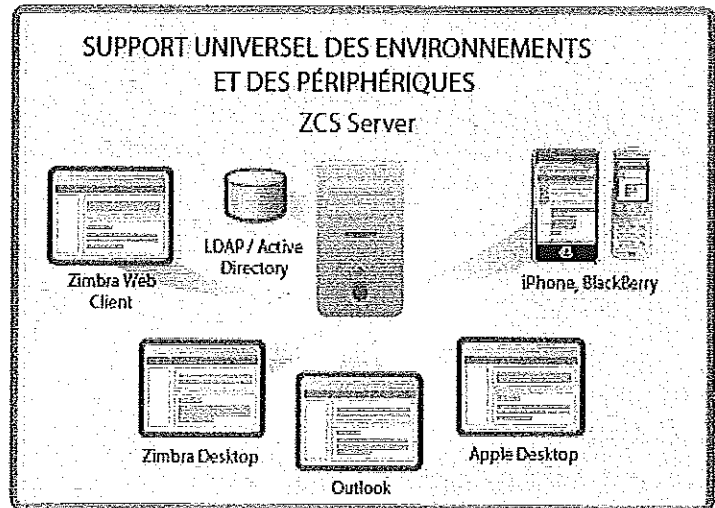 SUPPORT UNIVERSEL DES ENVIRONNEMENTS
ET DES PÉRIPHÉRIQUES
ZCS Server
Zimbra Web
Client
LDAP / Active
Directory
iPhone, BlackBerry
Zimbra Desktop
Outlook
Apple Desktop